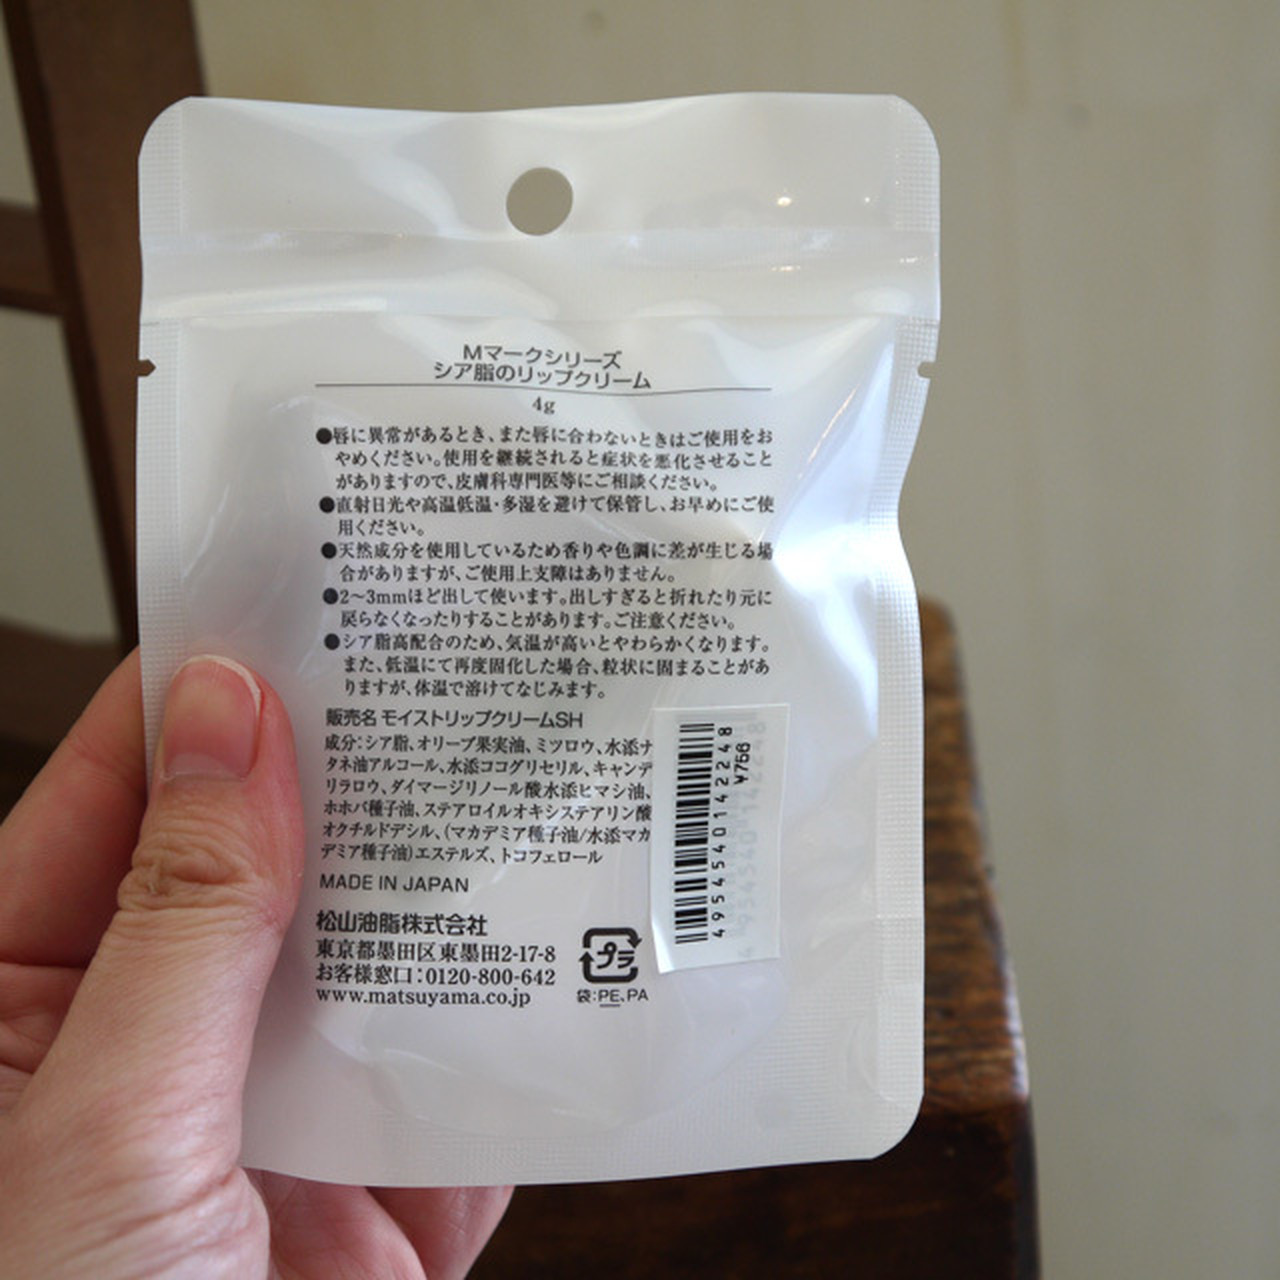 Mマークシリーズ
シア脂のリップクリーム
4g
●唇に異常があるとき、また唇に合わないときはご使用をお
やめください。使用を継続されると症状を悪化させること
がありますので、皮膚科専門医等にご相談ください。
●直射日光や高温低温・多湿を避けて保管し、お早めにご使
用ください。
●天然成分を使用しているため香りや色調に差が生じる場
合がありますが、ご使用上支障はありません。
●2〜3mmほど出して使います。出しすぎると折れたり元に
戻らなくなったりすることがあります。ご注意ください。
●シア脂高配合のため、気温が高いとやわらかくなります。
また、低温にて再度固化した場合、粒状に固まることがあ
りますが、体温で溶けてなじみます。
販売名 モイストリップクリームSH
成分：シア脂、オリーブ果実油、ミツロウ、水添ナ
タネ油アルコール、水添ココグリセリル、キャンデ
リラロウ、ダイマージリノール酸水添ヒマシ油、
ホホバ種子油、ステアロイルオキシステアリン酸
オクチルドデシル、(マカデミア種子油/水添マカ
デミア種子油)エステルズ、トコフェロール
MADE IN JAPAN
松山油脂株式会社
東京都墨田区東墨田2-17-8
お客様窓口：0120-800-642
www.matsuyama.co.jp
プラ
袋：PE、PA
4954540142248
¥766